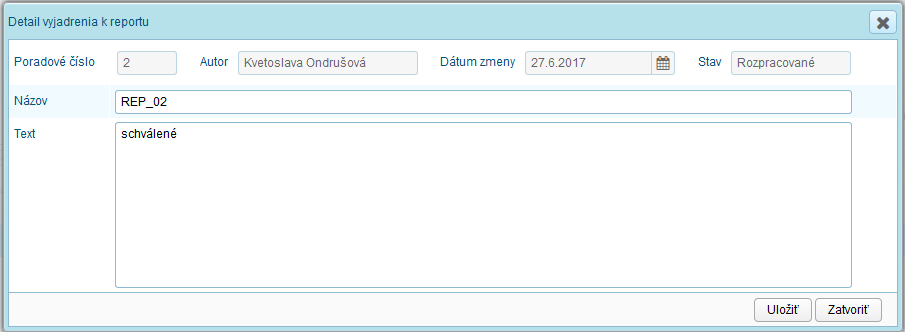 Detail vyjadrenia k reportu
Poradové číslo 2 Autor Kvetoslava Ondrušová Dátum zmeny 27.6.2017 Stav Rozpracované
Názov REP_02
Text schválené
Uložiť Zatvoriť